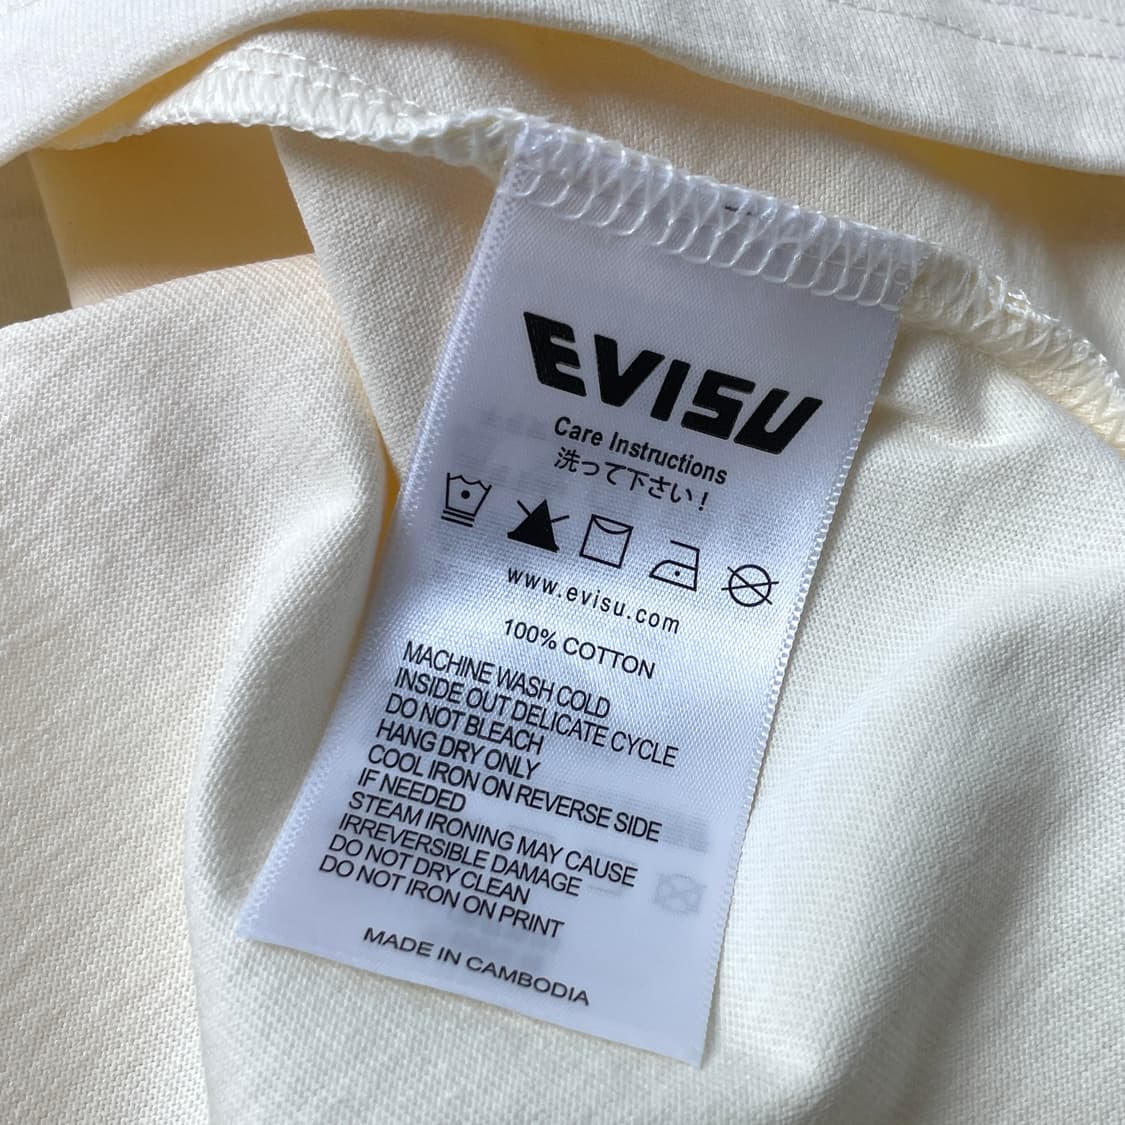 EVISU
Care Instructions
洗って下さい！
www.evisu.com
100% COTTON
MACHINE WASH COLD
INSIDE OUT DELICATE CYCLE
DO NOT BLEACH
HANG DRY ONLY
COOL IRON ON REVERSE SIDE
IF NEEDED
STEAM IRONING MAY CAUSE
IRREVERSIBLE DAMAGE
DO NOT DRY CLEAN
DO NOT IRON ON PRINT
MADE IN CAMBODIA